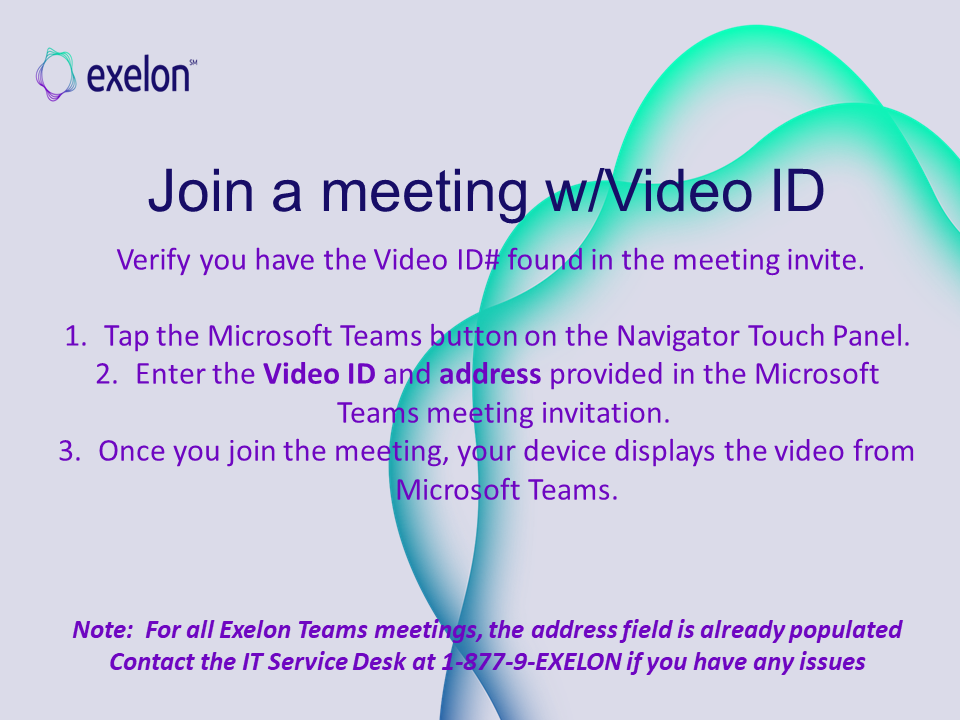 exelon℠
Join a meeting w/Video ID
Verify you have the Video ID# found in the meeting invite.
1. Tap the Microsoft Teams button on the Navigator Touch Panel.
2. Enter the Video ID and address provided in the Microsoft
Teams meeting invitation.
3. Once you join the meeting, your device displays the video from
Microsoft Teams.
Note: For all Exelon Teams meetings, the address field is already populated
Contact the IT Service Desk at 1-877-9-EXELON if you have any issues